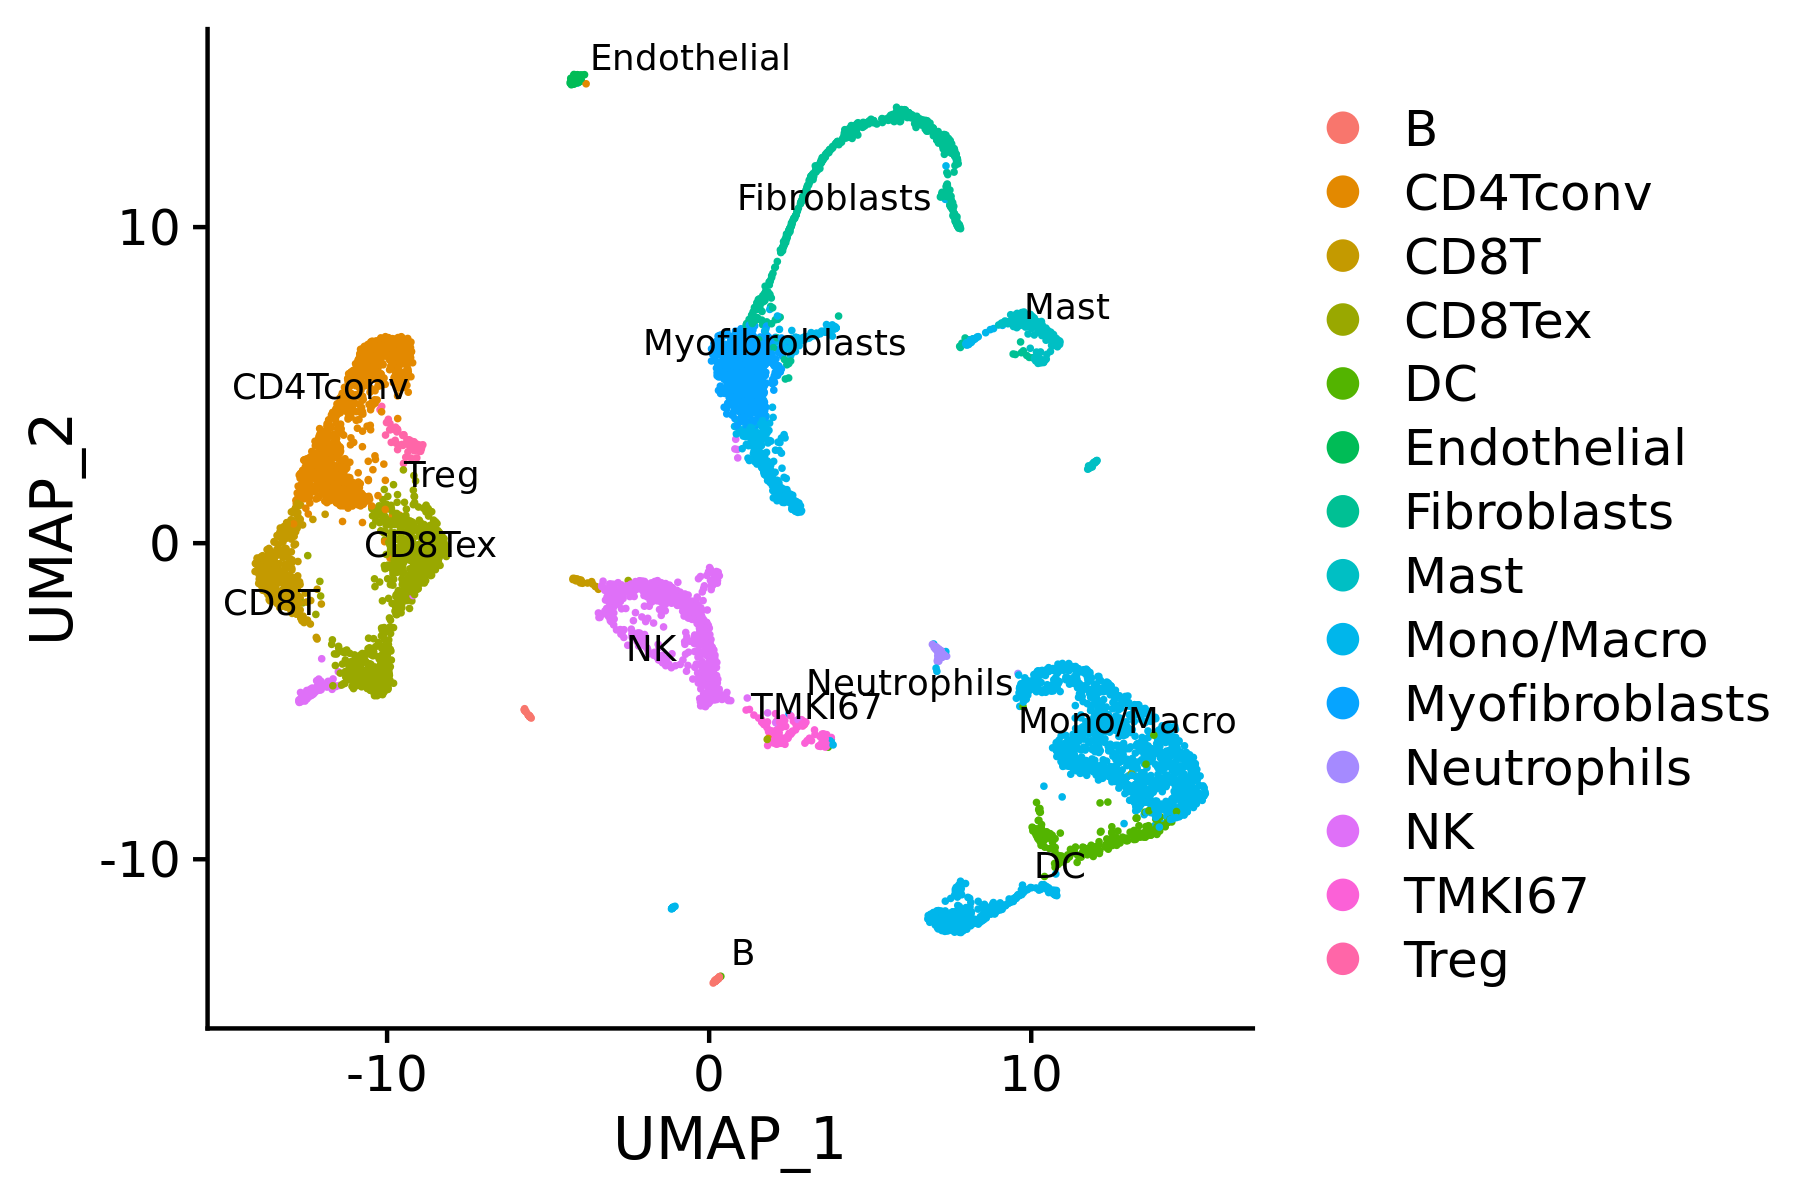 Endothelial
Fibroblasts
Mast
Myofibroblasts
CD4Tconv
Treg
CD8Tex
CD8T
NK
Neutrophils
TMKI67
Mono/Macro
DC
B
10
0
-10
UMAP_2
-10
0
10
UMAP_1
B
CD4Tconv
CD8T
CD8Tex
DC
Endothelial
Fibroblasts
Mast
Mono/Macro
Myofibroblasts
Neutrophils
NK
TMKI67
Treg